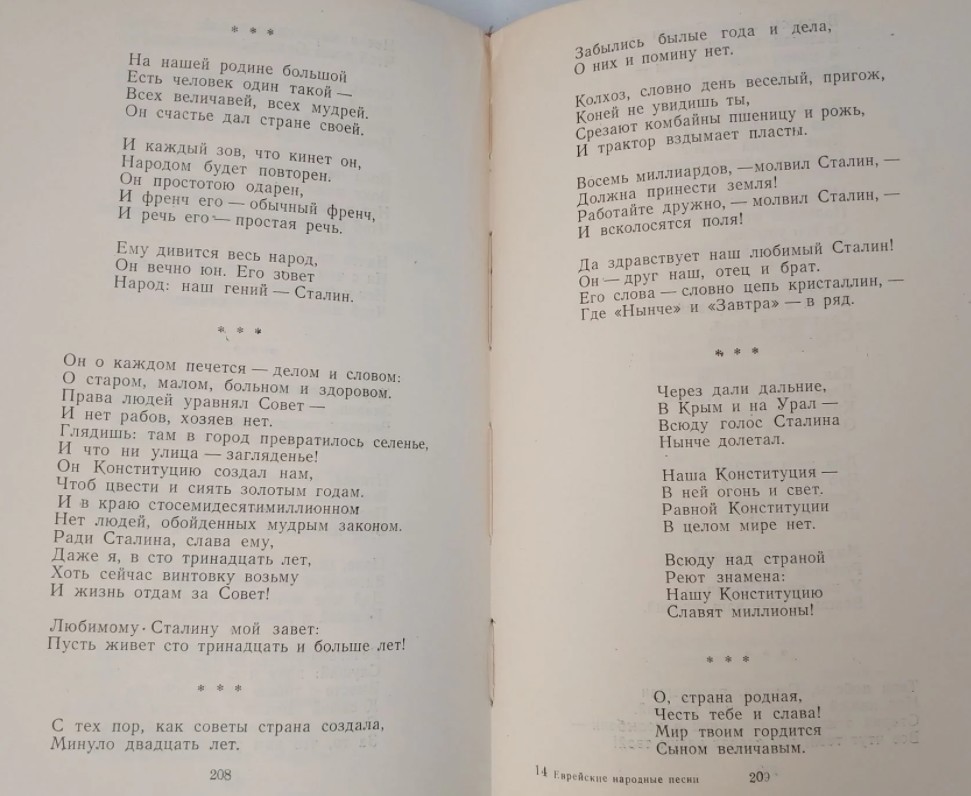 * * *
На нашей родине большой
Есть человек один такой —
Всех величавей, всех мудрей.
Он счастье дал стране своей.
И каждый зов, что кинет он,
Народом будет повторен.
Он простотою одарен,
И френч его — обычный френч,
И речь его — простая речь.
Ему дивится весь народ,
Он вечно юн. Его зовет
Народ: наш гений — Сталин.
* * *
Он о каждом печется — делом и словом:
О старом, малом, больном и здоровом.
Права людей уравнял Совет —
И нет рабов, хозяев нет.
Глядишь: там в город превратилось селенье,
И что ни улица — загляденье!
Он Конституцию создал нам,
Чтоб цвести и сиять золотым годам.
И в краю стосемидесятимиллионном
Нет людей, обойденных мудрым законом.
Ради Сталина, слава ему,
Даже я, в сто тринадцать лет,
Хоть сейчас винтовку возьму
И жизнь отдам за Совет!
Любимому Сталину мой завет:
Пусть живет сто тринадцать и больше лет!
* * *
С тех пор, как советы страна создала,
Минуло двадцать лет.
208
Забылись былые года и дела,
О них и помину нет.
Колхоз, словно день веселый, пригож,
Коней не увидишь ты,
Срезают комбайны пшеницу и рожь,
И трактор вздымает пласты.
Восемь миллиардов, — молвил Сталин, —
Должна принести земля!
Работайте дружно, — молвил Сталин, —
И всколосятся поля!
Да здравствует наш любимый Сталин!
Он — друг наш, отец и брат.
Его слова — словно цепь кристаллин, —
Где «Нынче» и «Завтра» — в ряд.
* * *
Через дали дальние,
В Крым и на Урал —
Всюду голос Сталина
Нынче долетал.
Наша Конституция —
В ней огонь и свет.
Равной Конституции
В целом мире нет.
Всюду над страной
Реют знамена:
Нашу Конституцию
Славят миллионы!
* * *
О, страна родная,
Честь тебе и слава!
Мир твоим гордится
Сыном величавым.
14 Еврейские народные песни
209